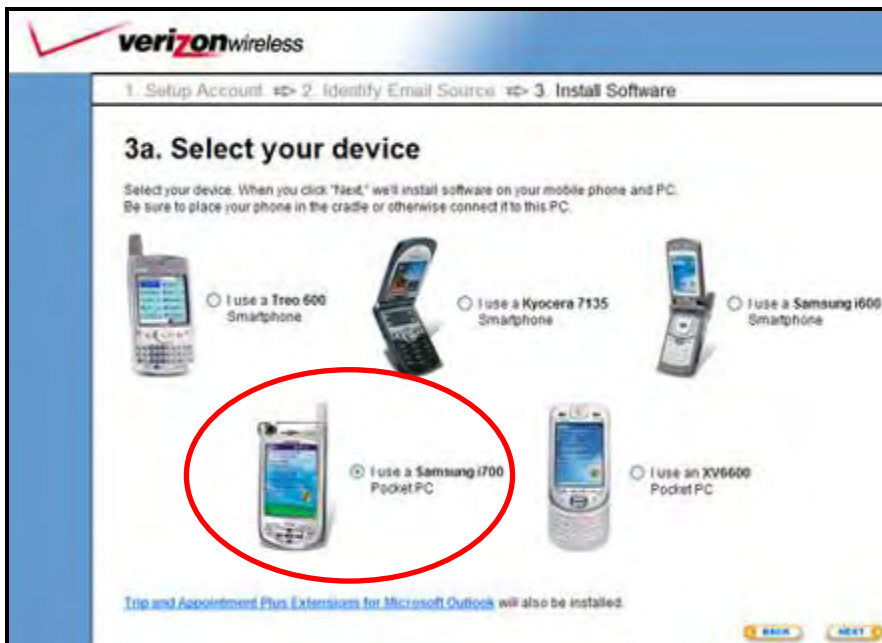 verizonwireless
1. Setup Account ➪ 2. Identify Email Source ➪ 3. Install Software
3a. Select your device
Select your device. When you click "Next," we'll install software on your mobile phone and PC.
Be sure to place your phone in the cradle or otherwise connect it to this PC.
I use a Treo 600
Smartphone
I use a Kyocera 7135
Smartphone
I use a Samsung i600
Smartphone
I use a Samsung i700
Pocket PC
I use an XV6600
Pocket PC
Trip and Appointment Plus Extensions for Microsoft Outlook will also be installed.
BACK
NEXT